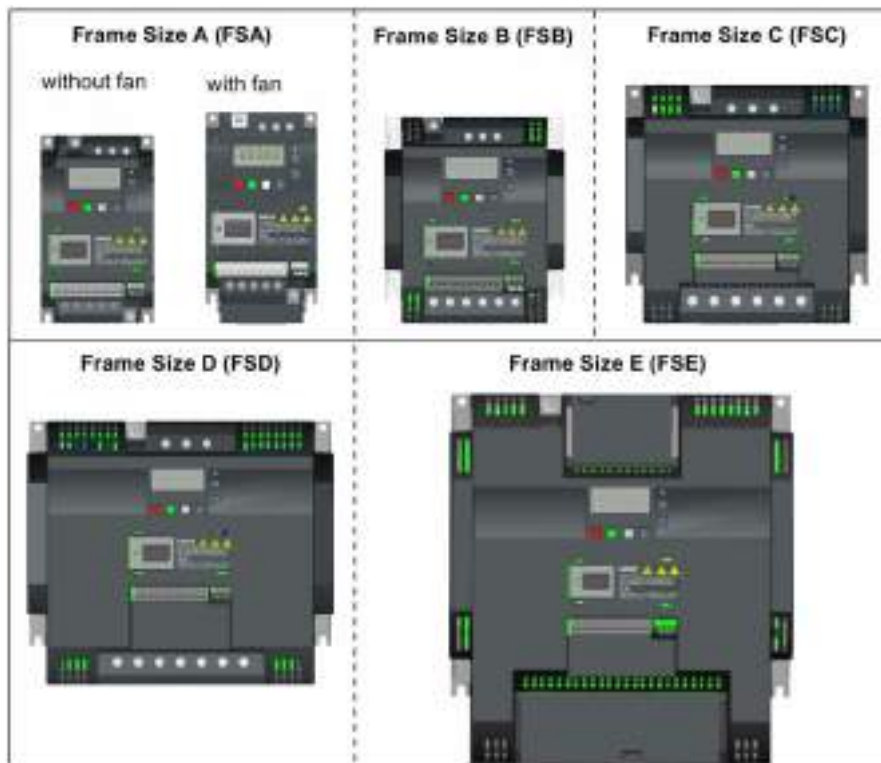 Frame Size A (FSA)
Frame Size B (FSB)
Frame Size C (FSC)
without fan
with fan
Frame Size D (FSD)
Frame Size E (FSE)